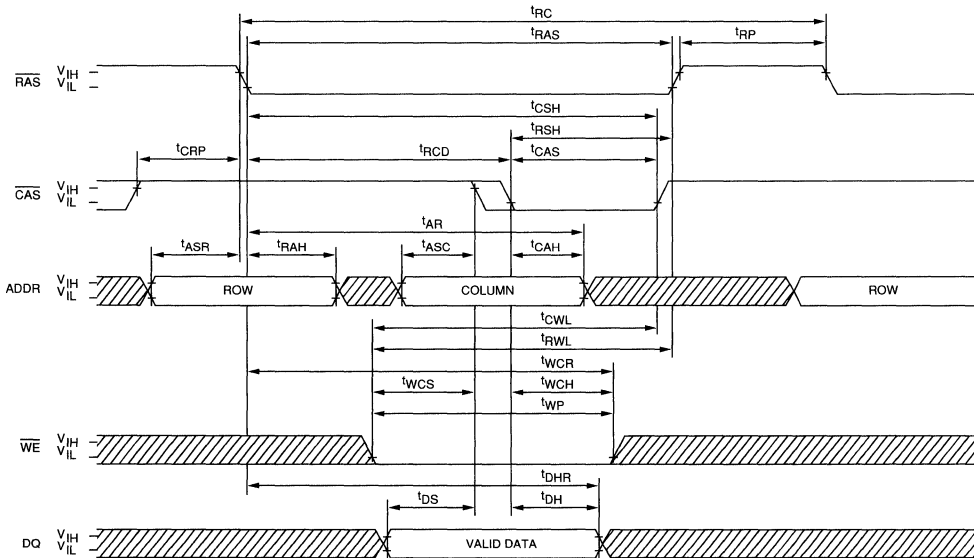 tRC
tRAS
tRP
RAS
VIH
VIL
tCSH
tRSH
tCRP
tRCD
tCAS
CAS
VIH
VIL
tAR
tASR
tRAH
tASC
tCAH
ADDR
VIH
VIL
ROW
COLUMN
ROW
tCWL
tRWL
tWCR
tWCS
tWCH
tWP
WE
VIH
VIL
tDHR
tDS
tDH
DQ
VIH
VIL
VALID DATA